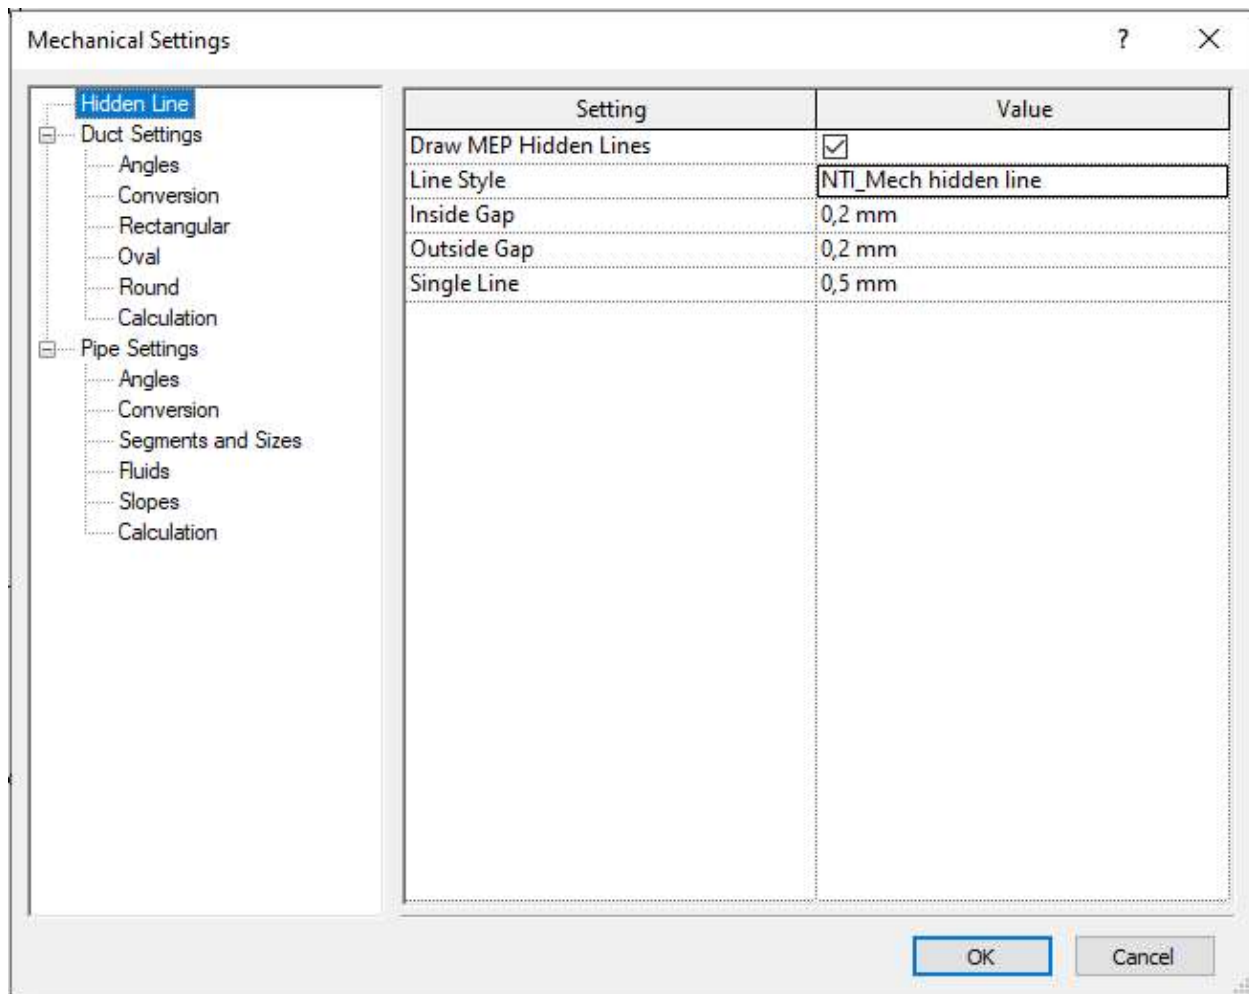 Mechanical Settings
?
Hidden Line
Duct Settings
Angles
Conversion
Rectangular
Oval
Round
Calculation
Pipe Settings
Angles
Conversion
Segments and Sizes
Fluids
Slopes
Calculation
Setting Value
Draw MEP Hidden Lines
Line Style NTI_Mech hidden line
Inside Gap 0,2 mm
Outside Gap 0,2 mm
Single Line 0,5 mm
OK Cancel